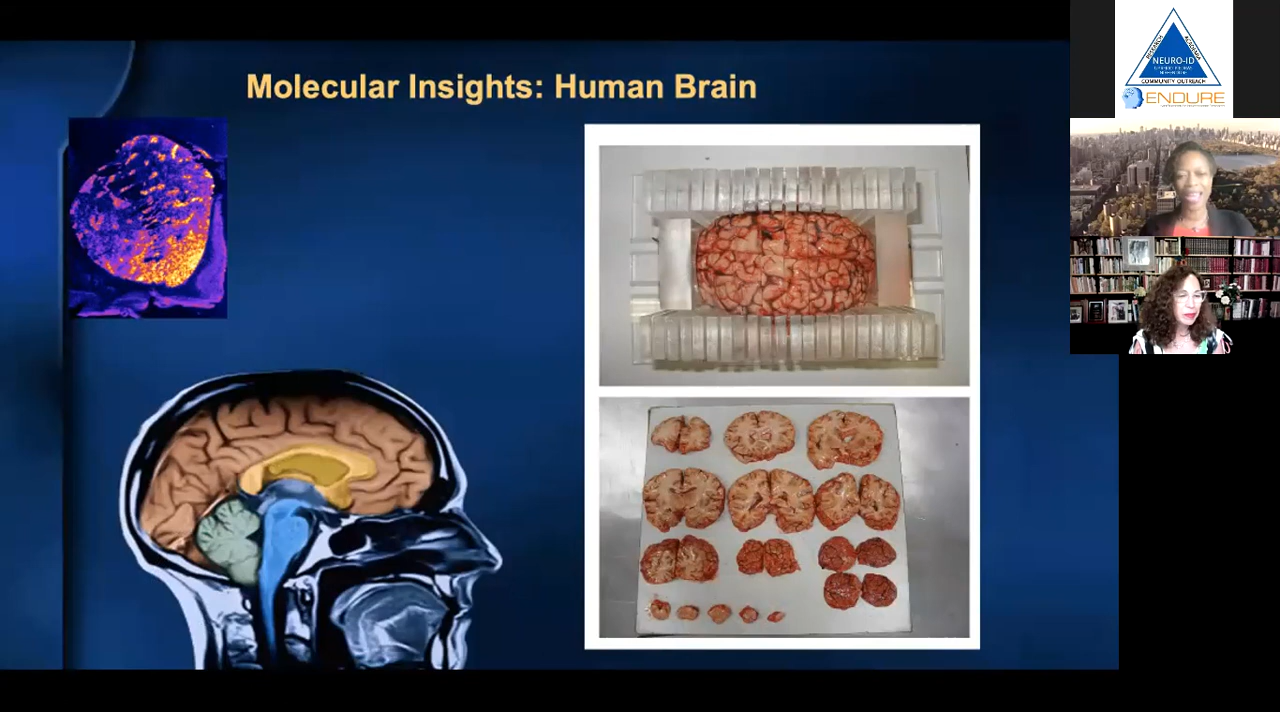 Molecular Insights: Human Brain
NEURO-ID
COMMUNITY OUTREACH
ENDURE